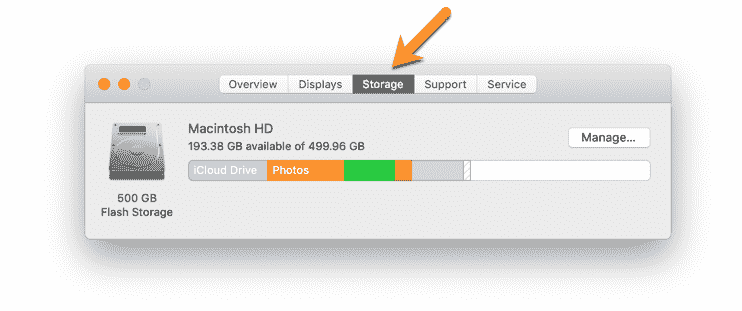 Overview Displays Storage Support Service
Macintosh HD
193.38 GB available of 499.96 GB
Manage...
iCloud Drive Photos
500 GB
Flash Storage